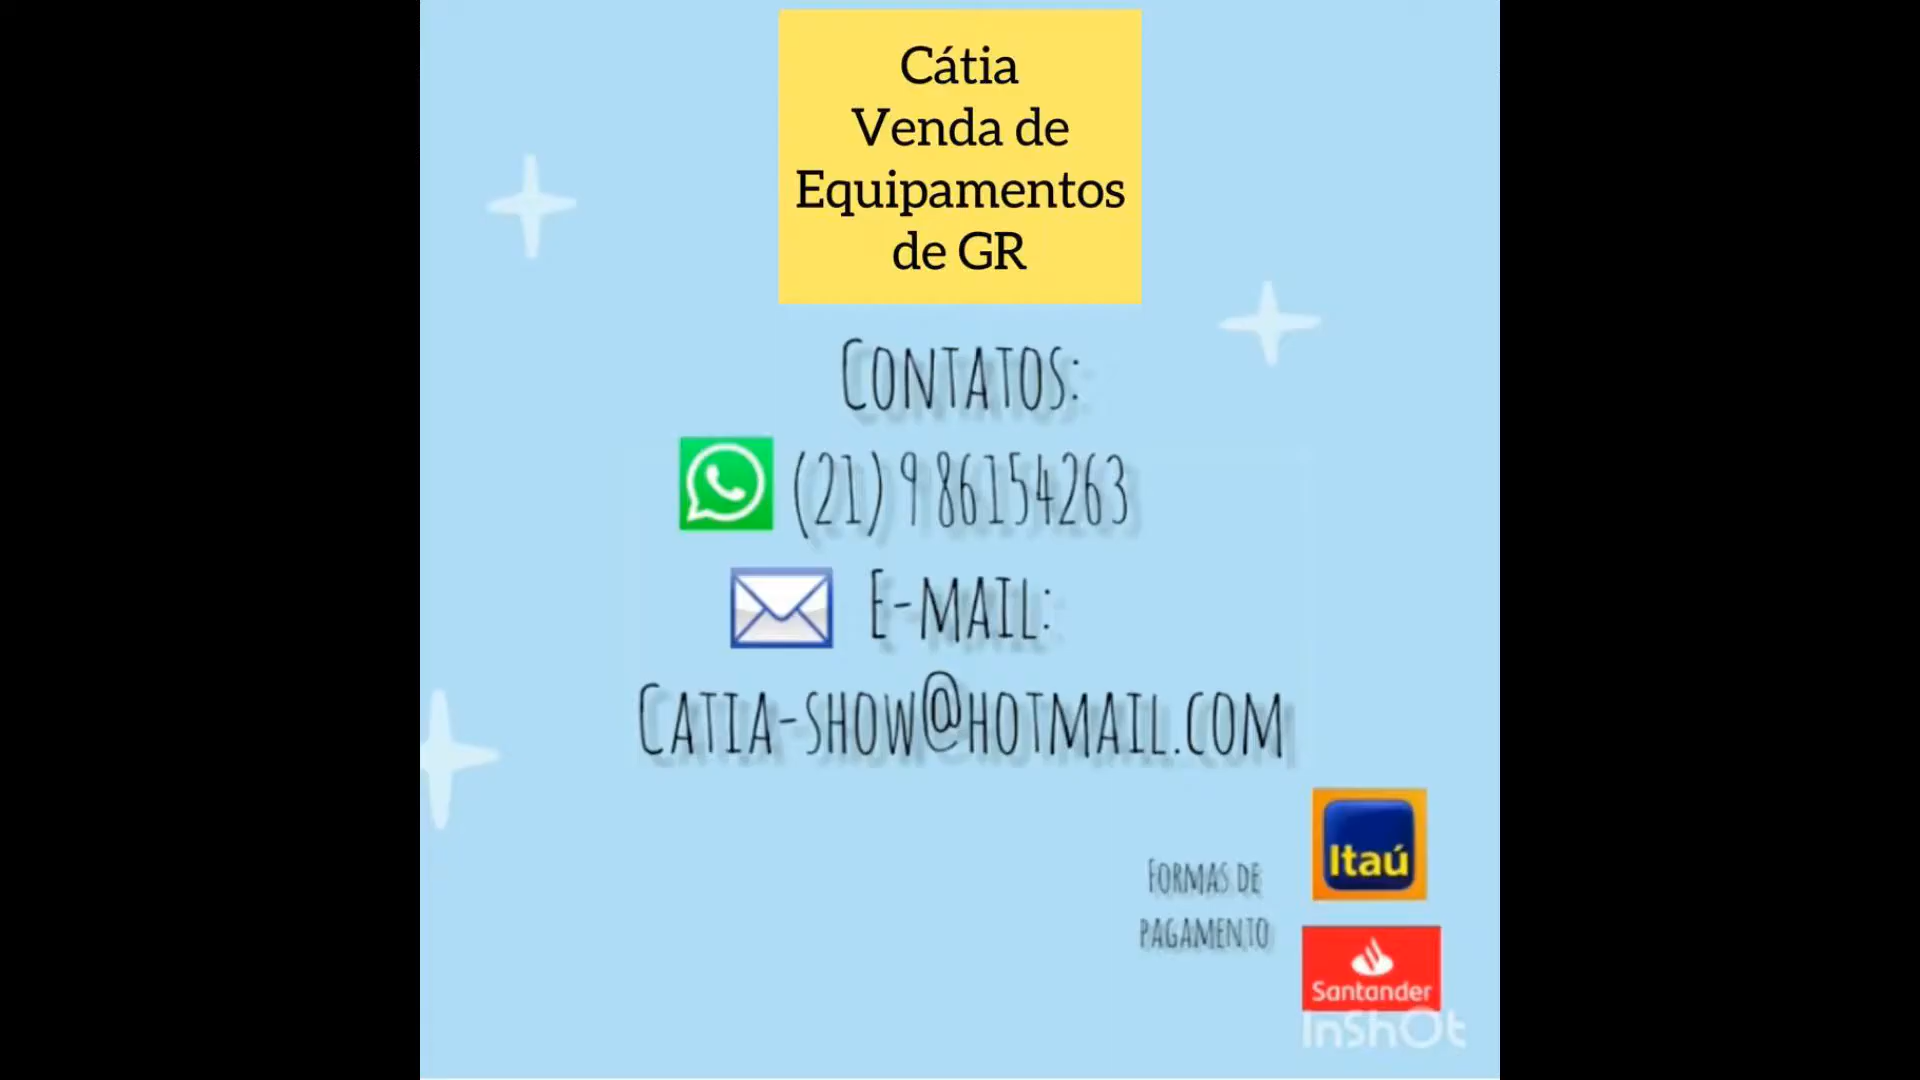 Cátia
Venda de
Equipamentos
de GR
Contatos:
(21) 9 86154263
E-mail:
Catia-show@hotmail.com
Formas de
pagamento
Itaú
Santander
InShOt